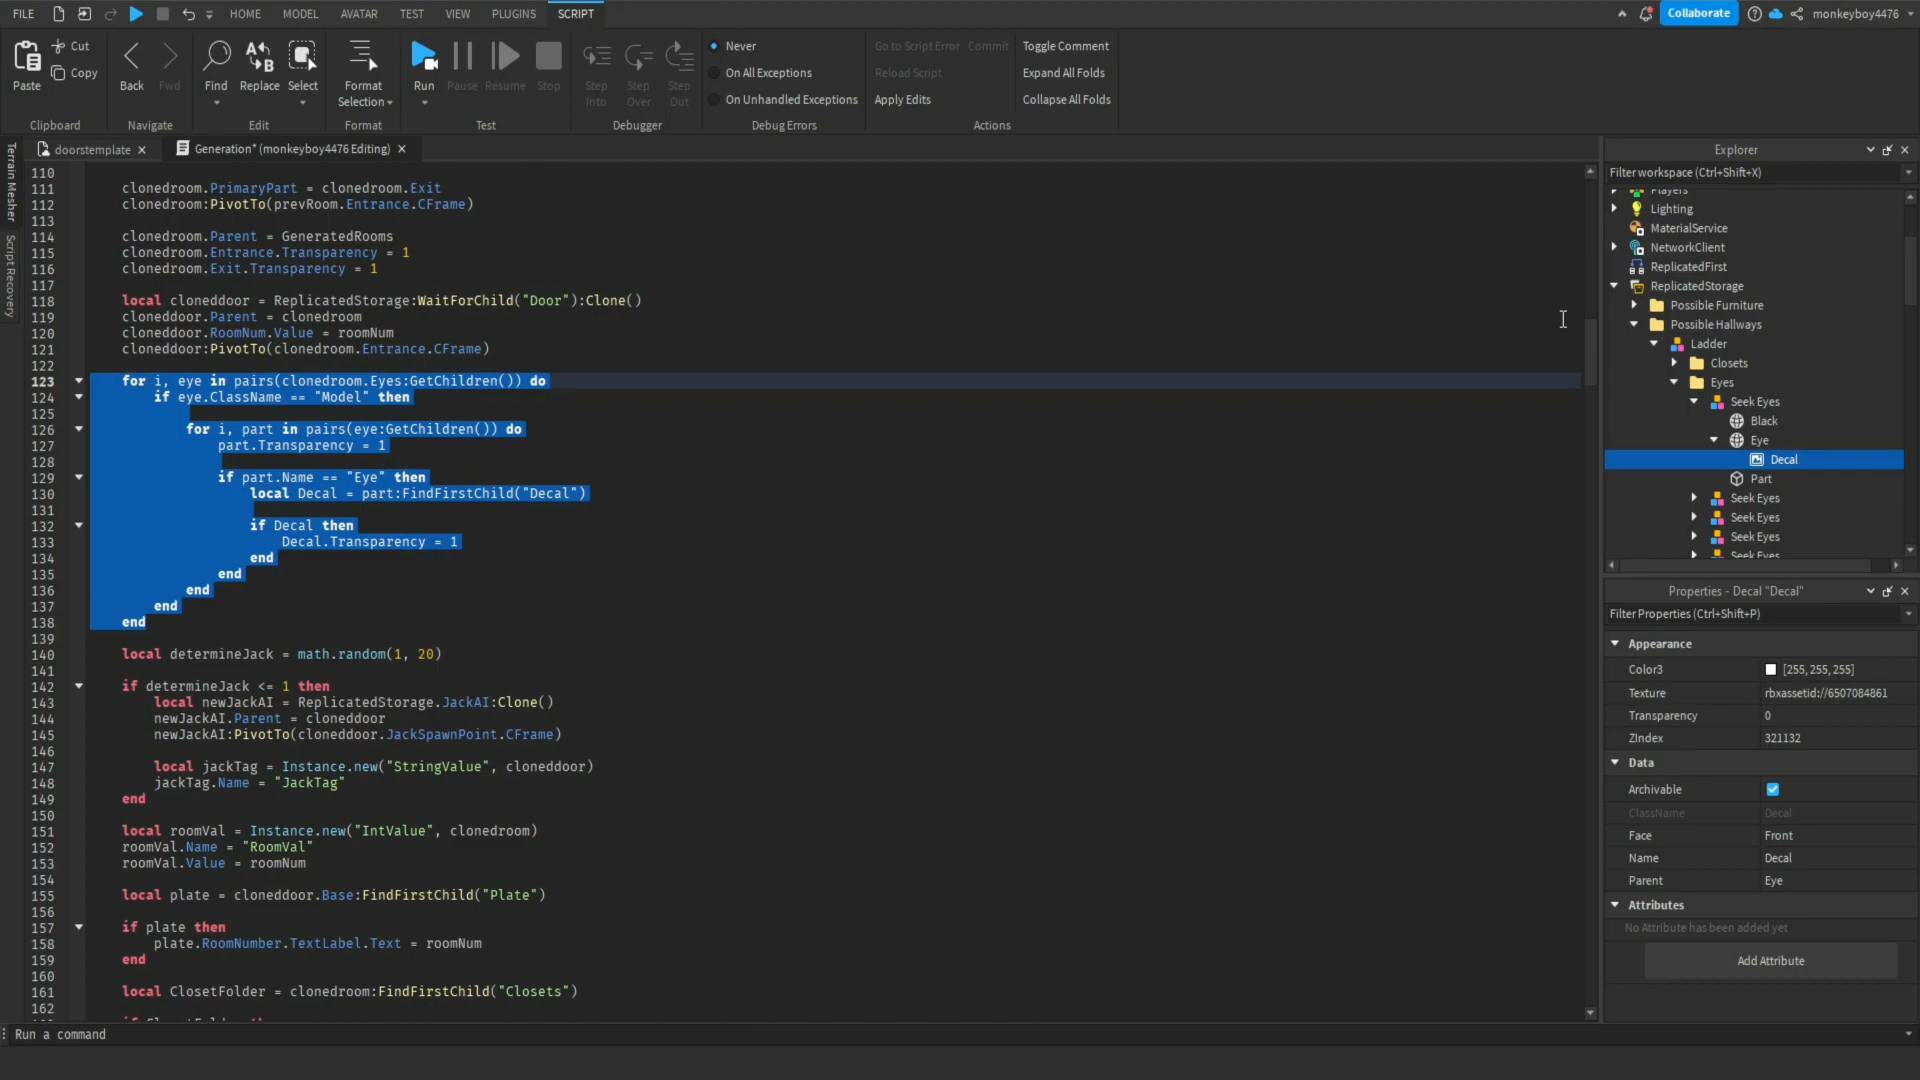 FILE
HOME
MODEL
AVATAR
TEST
VIEW
PLUGINS
SCRIPT
Collaborate
monkeyboy4476
Paste
Cut
Copy
Clipboard
Back
Fwd
Navigate
Find
Replace
Select
Edit
Format
Selection
Format
Run
Pause
Resume
Stop
Test
Step
Into
Step
Over
Step
Out
Debugger
Never
On All Exceptions
On Unhandled Exceptions
Debug Errors
Go to Script Error
Commit
Reload Script
Apply Edits
Toggle Comment
Expand All Folds
Collapse All Folds
Actions
Terrain Mesher
Script Recovery
doorstemplate
Generation* (monkeyboy4476 Editing)
110
111 clonedroom.PrimaryPart = clonedroom.Exit
112 clonedroom:PivotTo(prevRoom.Entrance.CFrame)
113
114 clonedroom.Parent = GeneratedRooms
115 clonedroom.Entrance.Transparency = 1
116 clonedroom.Exit.Transparency = 1
117
118 local cloneddoor = ReplicatedStorage:WaitForChild("Door"):Clone()
119 cloneddoor.Parent = clonedroom
120 cloneddoor.RoomNum.Value = roomNum
121 cloneddoor:PivotTo(clonedroom.Entrance.CFrame)
122
123 for i, eye in pairs(clonedroom.Eyes:GetChildren()) do
124 if eye.ClassName == "Model" then
125
126 for i, part in pairs(eye:GetChildren()) do
127 part.Transparency = 1
128
129 if part.Name == "Eye" then
130 local Decal = part:FindFirstChild("Decal")
131
132 if Decal then
133 Decal.Transparency = 1
134 end
135 end
136 end
137 end
138 end
139
140 local determineJack = math.random(1, 20)
141
142 if determineJack <= 1 then
143 local newJackAI = ReplicatedStorage.JackAI:Clone()
144 newJackAI.Parent = cloneddoor
145 newJackAI:PivotTo(cloneddoor.JackSpawnPoint.CFrame)
146
147 local jackTag = Instance.new("StringValue", cloneddoor)
148 jackTag.Name = "JackTag"
149 end
150
151 local roomVal = Instance.new("IntValue", clonedroom)
152 roomVal.Name = "RoomVal"
153 roomVal.Value = roomNum
154
155 local plate = cloneddoor.Base:FindFirstChild("Plate")
156
157 if plate then
158 plate.RoomNumber.TextLabel.Text = roomNum
159 end
160
161 local ClosetFolder = clonedroom:FindFirstChild("Closets")
162
Run a command
Explorer
Filter workspace (Ctrl+Shift+X)
Players
Lighting
MaterialService
NetworkClient
ReplicatedFirst
ReplicatedStorage
Possible Furniture
Possible Hallways
Ladder
Closets
Eyes
Seek Eyes
Black
Eye
Decal
Part
Seek Eyes
Seek Eyes
Seek Eyes
Seek Eyes
Properties - Decal "Decal"
Filter Properties (Ctrl+Shift+P)
Appearance
Color3 [255, 255, 255]
Texture rbxassetid://6507084861
Transparency 0
ZIndex 321132
Data
Archivable
ClassName Decal
Face Front
Name Decal
Parent Eye
Attributes
No Attribute has been added yet
Add Attribute